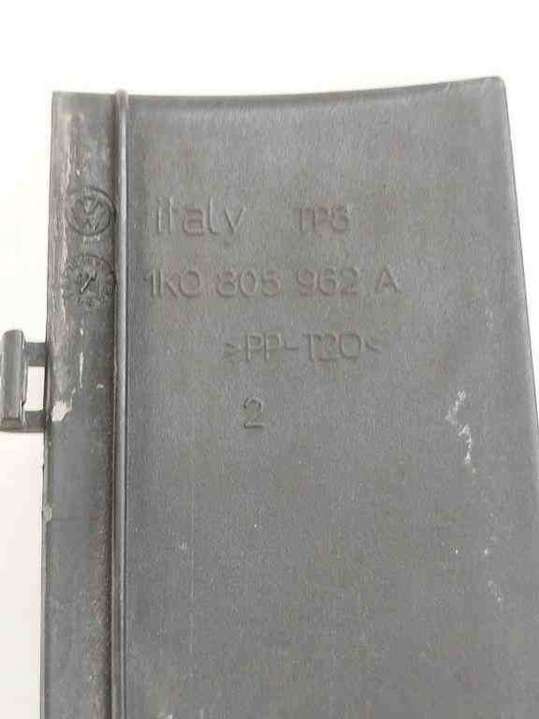 italy TPS
1K0 805 962 A
>PP-T20<
2